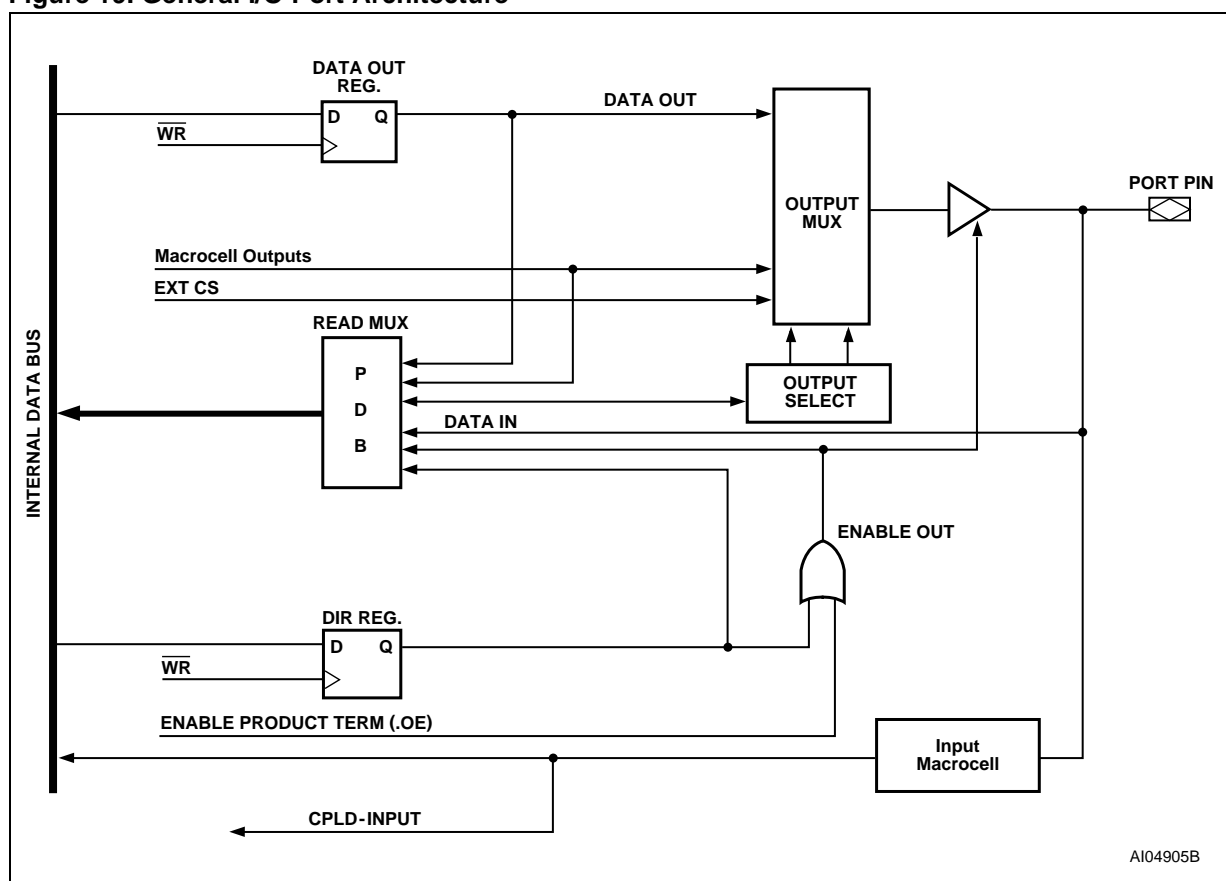 Figure 19. General I/O Port Architecture
DATA OUT
REG.
D Q
WR
DATA OUT
OUTPUT
MUX
PORT PIN
Macrocell Outputs
EXT CS
READ MUX
P
D
B
OUTPUT
SELECT
DATA IN
INTERNAL DATA BUS
ENABLE OUT
DIR REG.
D Q
WR
ENABLE PRODUCT TERM (.OE)
Input
Macrocell
CPLD-INPUT
AI04905B